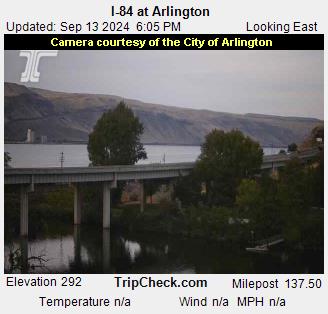 I-84 at Arlington
Updated: Sep 13 2024 6:05 PM Looking East
Camera courtesy of the City of Arlington
Elevation 292 TripCheck.com Milepost 137.50
Temperature n/a Wind n/a MPH n/a